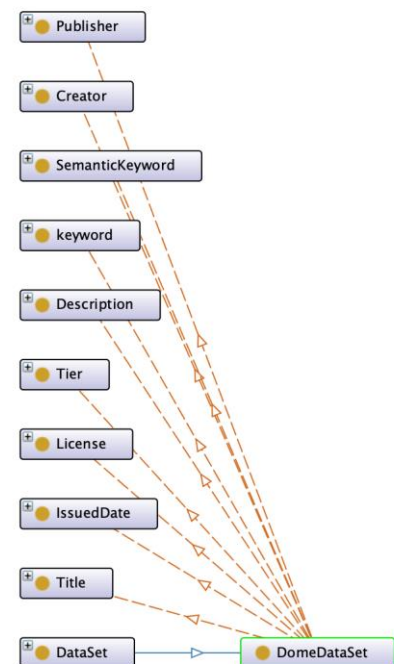 Publisher
Creator
SemanticKeyword
keyword
Description
Tier
License
IssuedDate
Title
DataSet
DomeDataSet